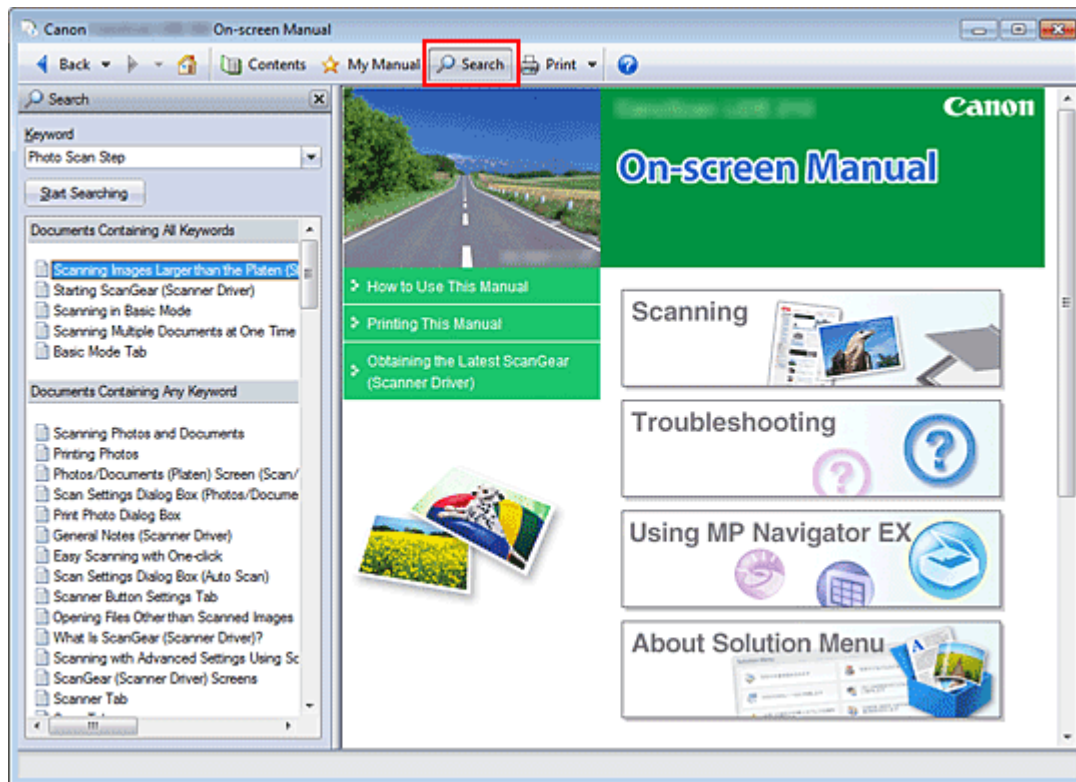 Canon On-screen Manual
Back
Contents
My Manual
Search
Print
Search
Keyword
Photo Scan Step
Start Searching
Documents Containing All Keywords
Scanning Images Larger than the Platen (S
Starting ScanGear (Scanner Driver)
Scanning in Basic Mode
Scanning Multiple Documents at One Time
Basic Mode Tab
Documents Containing Any Keyword
Scanning Photos and Documents
Printing Photos
Photos/Documents (Platen) Screen (Scan/
Scan Settings Dialog Box (Photos/Docume
Print Photo Dialog Box
General Notes (Scanner Driver)
Easy Scanning with One-click
Scan Settings Dialog Box (Auto Scan)
Scanner Button Settings Tab
Opening Files Other than Scanned Images
What Is ScanGear (Scanner Driver)?
Scanning with Advanced Settings Using Sc
ScanGear (Scanner Driver) Screens
Scanner Tab
Canon
On-screen Manual
How to Use This Manual
Printing This Manual
Obtaining the Latest ScanGear
(Scanner Driver)
Scanning
Troubleshooting
Using MP Navigator EX
About Solution Menu